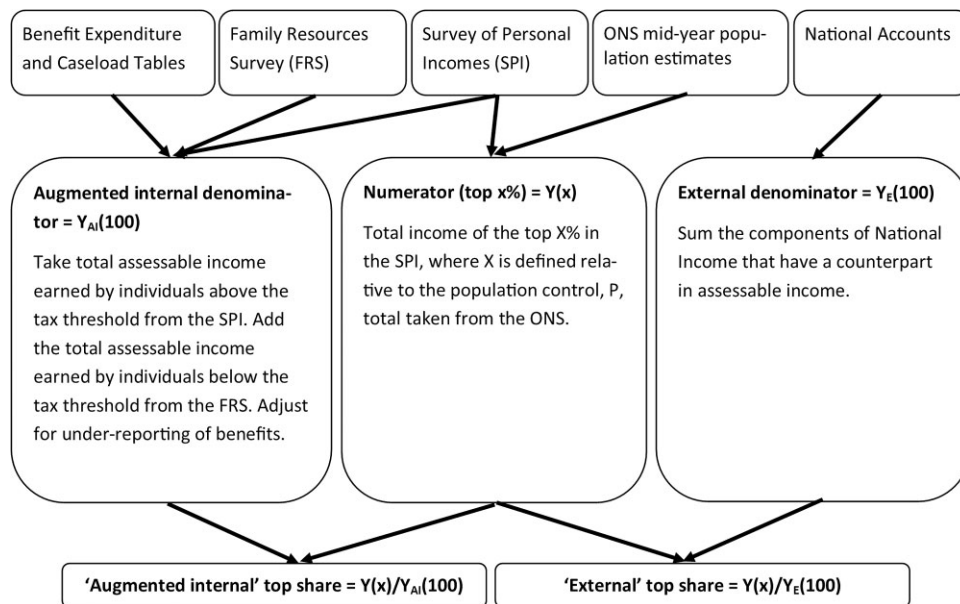 Benefit Expenditure
and Caseload Tables
Family Resources
Survey (FRS)
Survey of Personal
Incomes (SPI)
ONS mid-year popu-
lation estimates
National Accounts
Augmented internal denomina-
tor = Y_AI(100)
Take total assessable income
earned by individuals above the
tax threshold from the SPI. Add
the total assessable income
earned by individuals below the
tax threshold from the FRS. Adjust
for under-reporting of benefits.
Numerator (top x%) = Y(x)
Total income of the top X% in
the SPI, where X is defined rela-
tive to the population control, P,
total taken from the ONS.
External denominator = Y_E(100)
Sum the components of National
Income that have a counterpart
in assessable income.
‘Augmented internal’ top share = Y(x)/Y_AI(100)
‘External’ top share = Y(x)/Y_E(100)